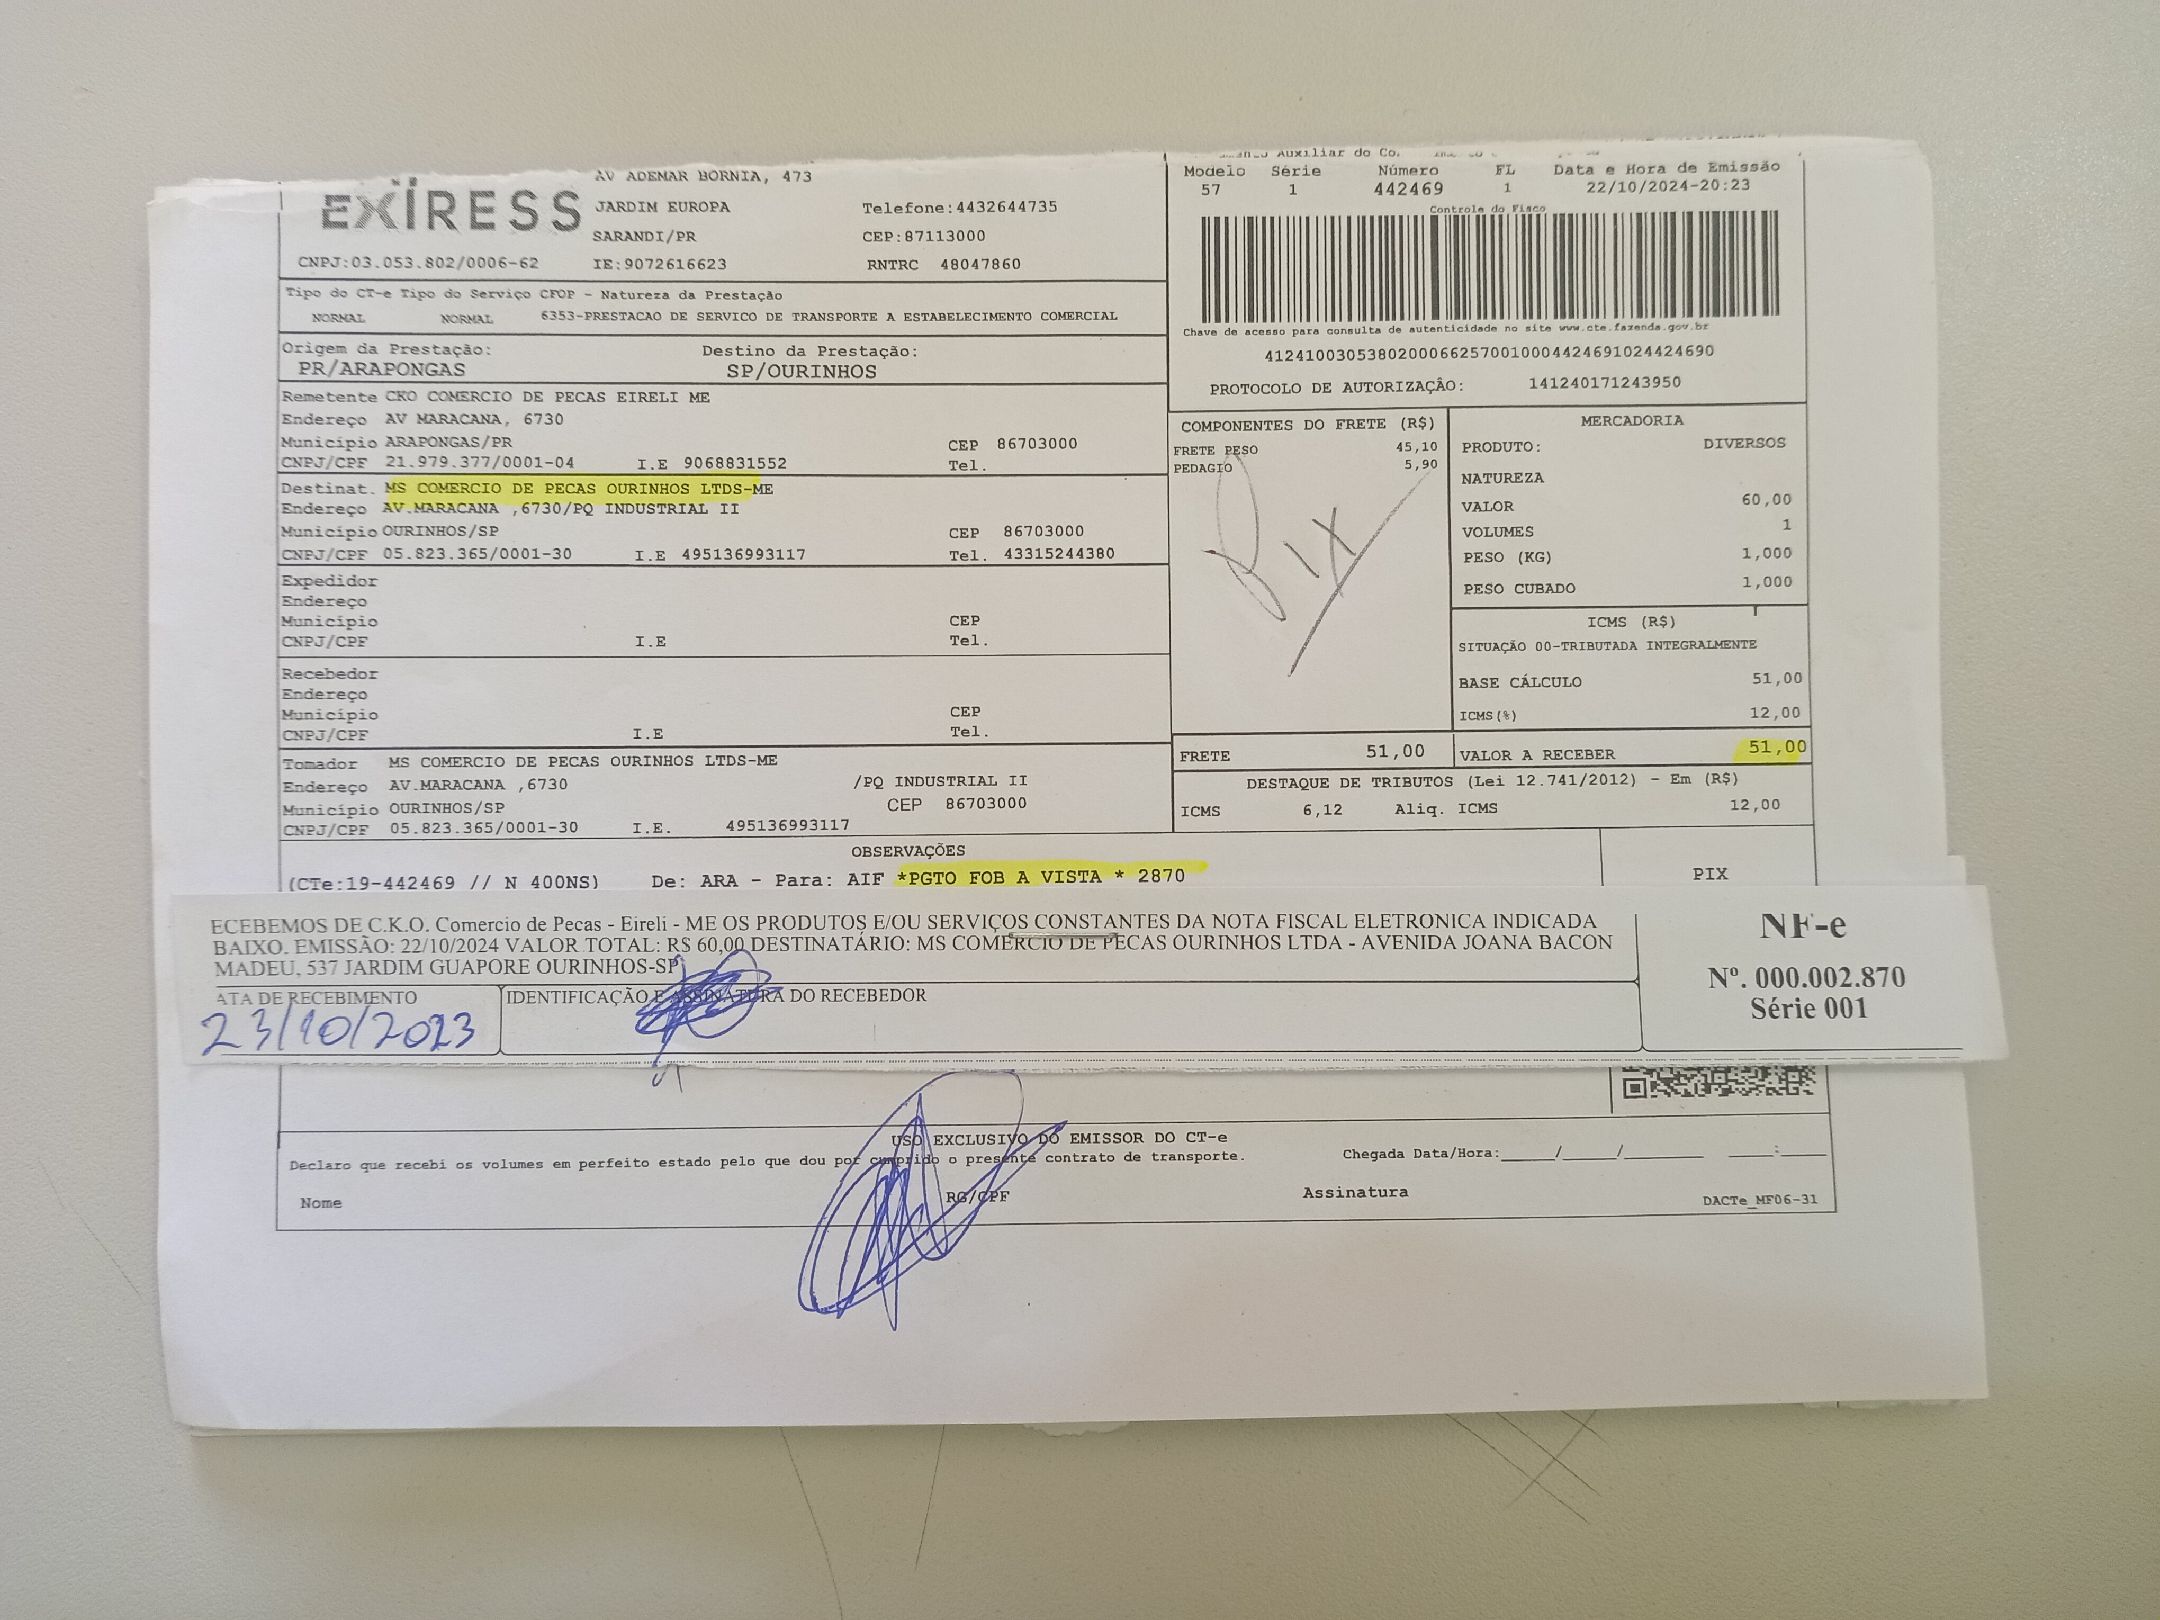 EXIRESS
AV ADEMAR BORNIA, 473
JARDIM EUROPA Telefone:4432644735
SARANDI/PR CEP:87113000
CNPJ:03.053.802/0006-62 IE:9072616623 RNTRC 48047860
Auxiliar do
Modelo Série Número FL Data e Hora de Emissão
57 1 442469 1 22/10/2024-20:23
Controle do Fisco
Chave de acesso para consulta de autenticidade no site www.cte.fazenda.gov.br
41241003053802000662570010004424691024424690
PROTOCOLO DE AUTORIZAÇÃO: 141240171243950
Tipo do CT-e Tipo do Serviço CFOP - Natureza da Prestação
NORMAL NORMAL 6353-PRESTACAO DE SERVICO DE TRANSPORTE A ESTABELECIMENTO COMERCIAL
Origem da Prestação: Destino da Prestação:
PR/ARAPONGAS SP/OURINHOS
Remetente CKO COMERCIO DE PECAS EIRELI ME
Endereço AV MARACANA, 6730
Município ARAPONGAS/PR CEP 86703000
CNPJ/CPF 21.979.377/0001-04 I.E 9068831552 Tel.
Destinat. MS COMERCIO DE PECAS OURINHOS LTDS-ME
Endereço AV.MARACANA ,6730/PQ INDUSTRIAL II
Município OURINHOS/SP CEP 86703000
CNPJ/CPF 05.823.365/0001-30 I.E 495136993117 Tel. 43315244380
Expedidor
Endereço
Município CEP
CNPJ/CPF I.E Tel.
Recebedor
Endereço
Município CEP
CNPJ/CPF I.E Tel.
Tomador MS COMERCIO DE PECAS OURINHOS LTDS-ME
Endereço AV.MARACANA ,6730 /PQ INDUSTRIAL II
Município OURINHOS/SP CEP 86703000
CNPJ/CPF 05.823.365/0001-30 I.E. 495136993117
COMPONENTES DO FRETE (R$)
FRETE PESO 45,10
PEDAGIO 5,90
PIX
MERCADORIA
PRODUTO: DIVERSOS
NATUREZA
VALOR 60,00
VOLUMES 1
PESO (KG) 1,000
PESO CUBADO 1,000
ICMS (R$)
SITUAÇÃO 00-TRIBUTADA INTEGRALMENTE
BASE CÁLCULO 51,00
ICMS(%) 12,00
FRETE 51,00 VALOR A RECEBER 51,00
DESTAQUE DE TRIBUTOS (Lei 12.741/2012) - Em (R$)
ICMS 6,12 Aliq. ICMS 12,00
OBSERVAÇÕES
(CTe:19-442469 // N 400NS) De: ARA - Para: AIF *PGTO FOB A VISTA * 2870
PIX
ECEBEMOS DE C.K.O. Comercio de Pecas - Eireli - ME OS PRODUTOS E/OU SERVIÇOS CONSTANTES DA NOTA FISCAL ELETRONICA INDICADA
BAIXO. EMISSÃO: 22/10/2024 VALOR TOTAL: R$ 60,00 DESTINATÁRIO: MS COMERCIO DE PECAS OURINHOS LTDA - AVENIDA JOANA BACON
MADEU, 537 JARDIM GUAPORE OURINHOS-SP
ATA DE RECEBIMENTO IDENTIFICAÇÃO E ASSINATURA DO RECEBEDOR
23/10/2023
NF-e
Nº. 000.002.870
Série 001
USO EXCLUSIVO DO EMISSOR DO CT-e
Declaro que recebi os volumes em perfeito estado pelo que dou por cumprido o presente contrato de transporte. Chegada Data/Hora:_____/_____/_______ ____:____
Nome RG/CPF Assinatura DACTe_MF06-31